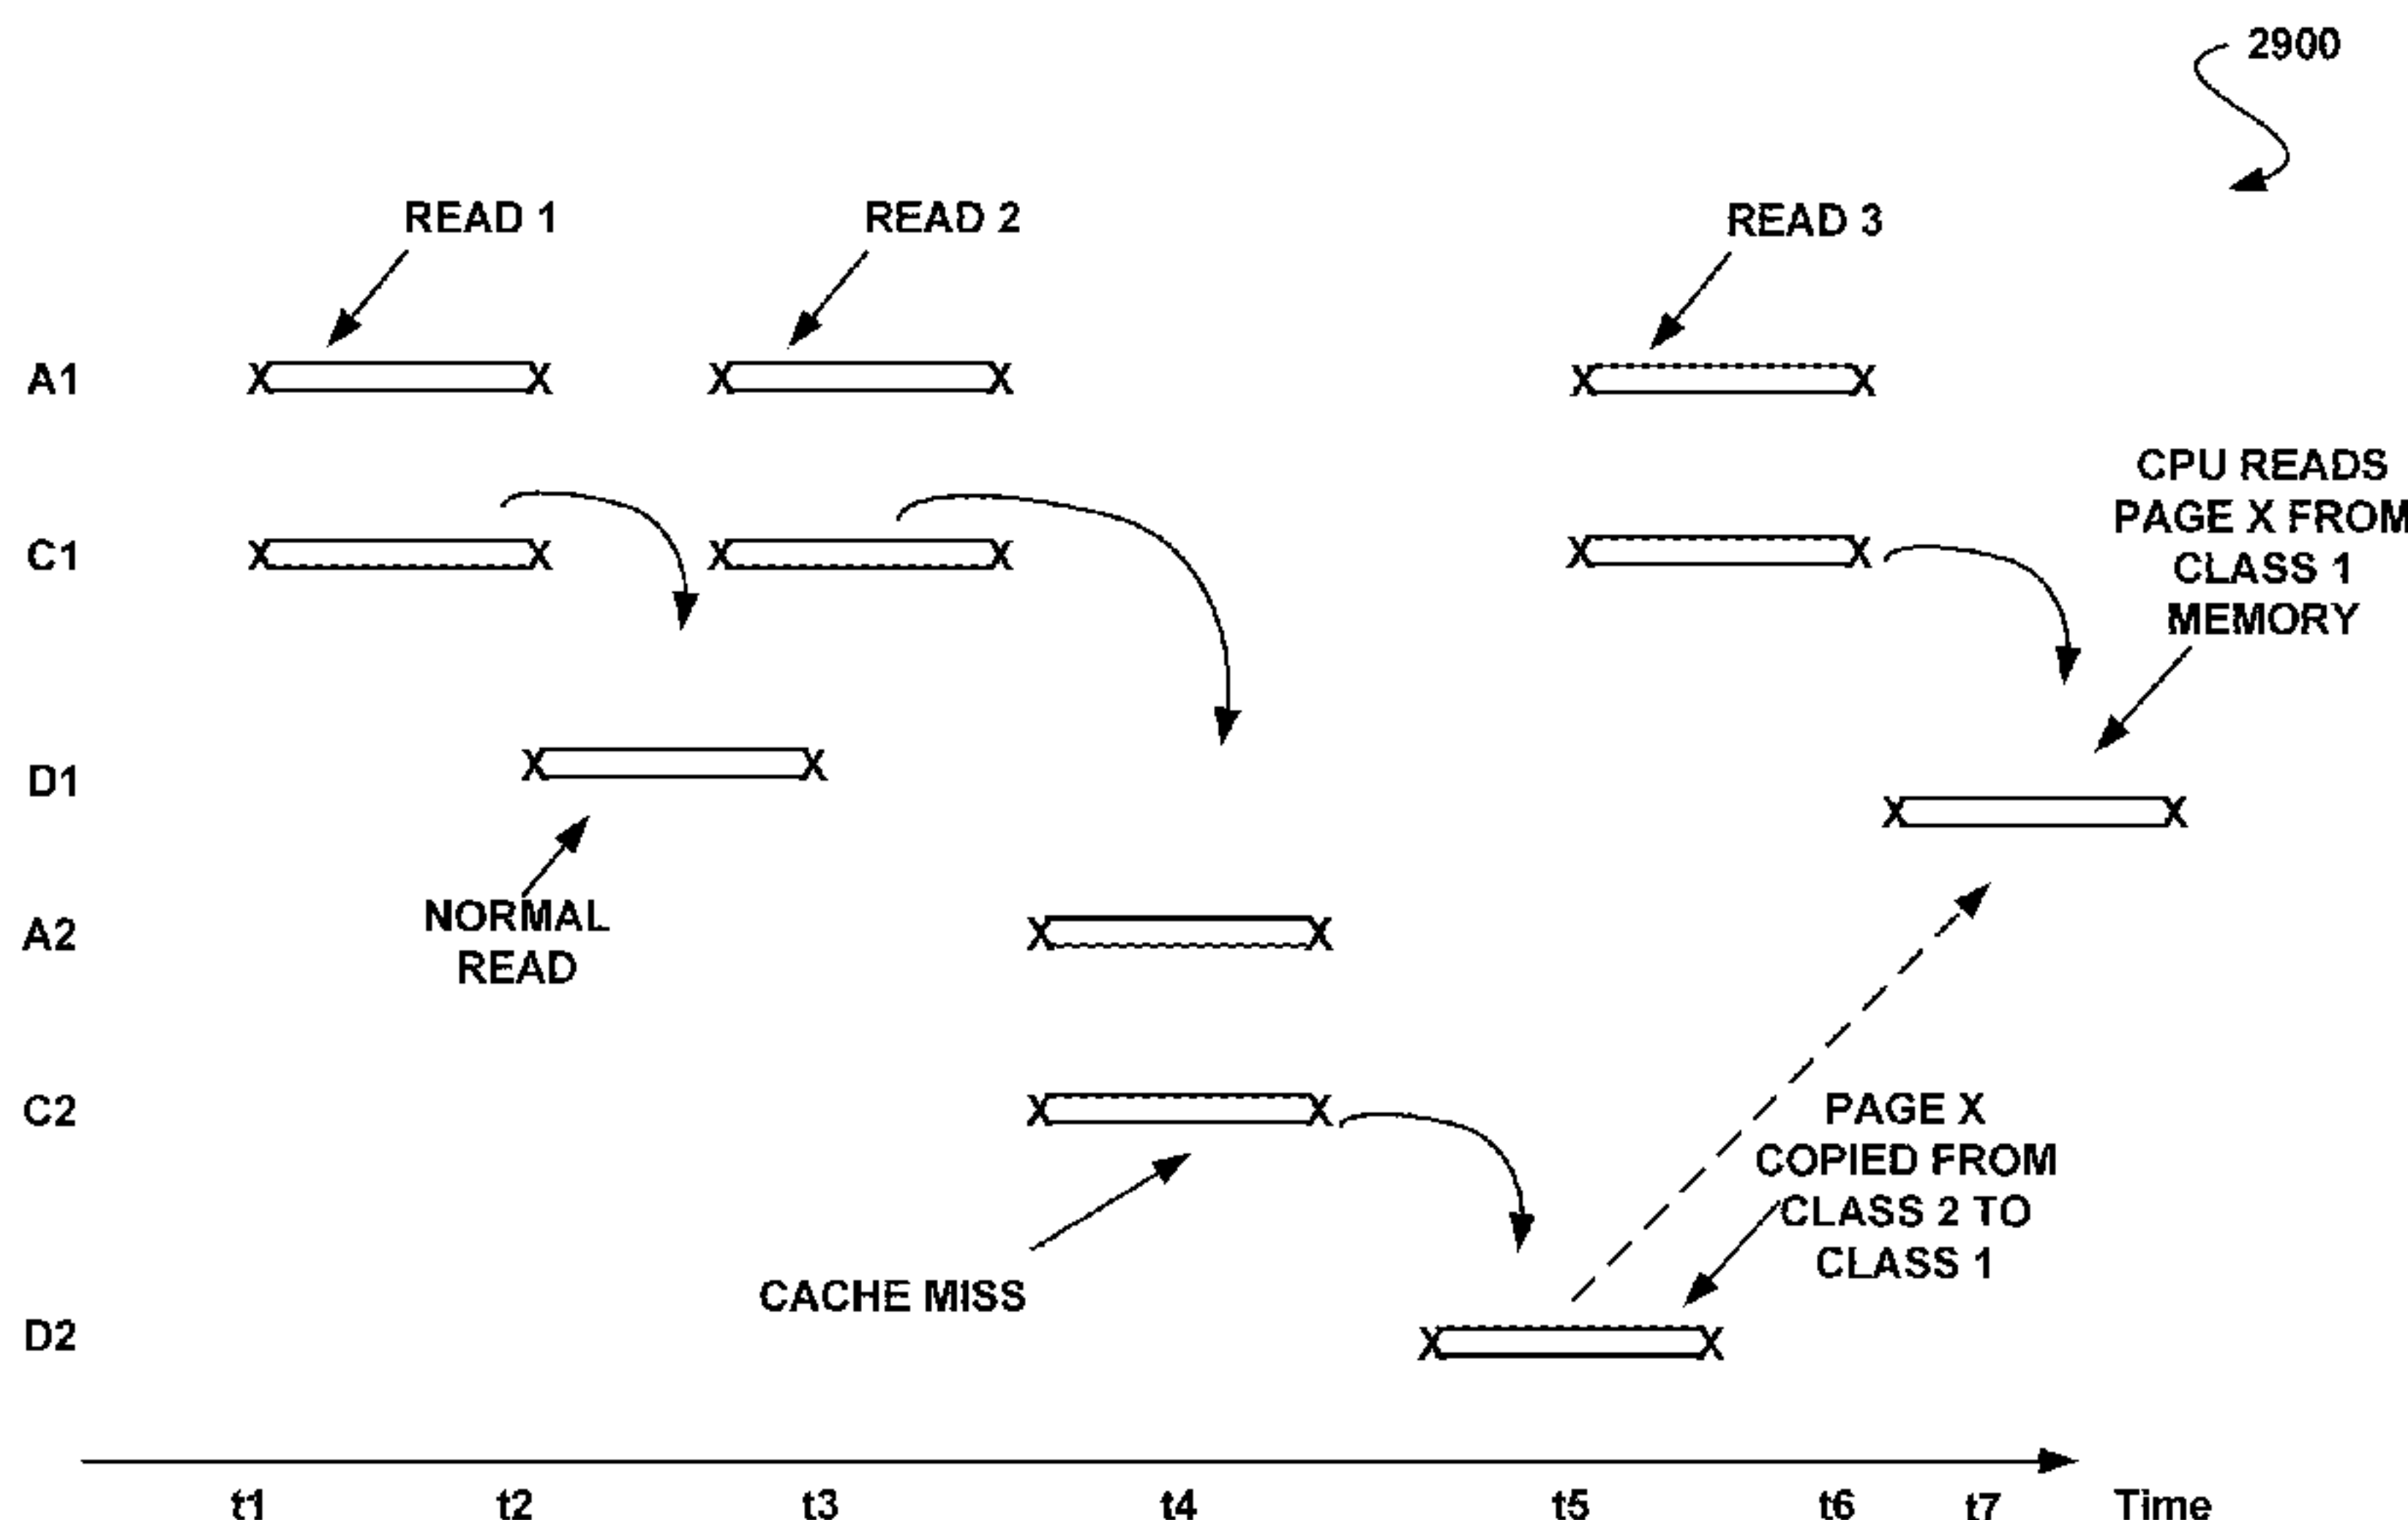 2900
READ 1
READ 2
READ 3
A1
CPU READS
PAGE X FROM
CLASS 1
MEMORY
C1
D1
NORMAL
READ
A2
C2
PAGE X
COPIED FROM
CLASS 2 TO
CLASS 1
CACHE MISS
D2
t1 t2 t3 t4 t5 t6 t7 Time